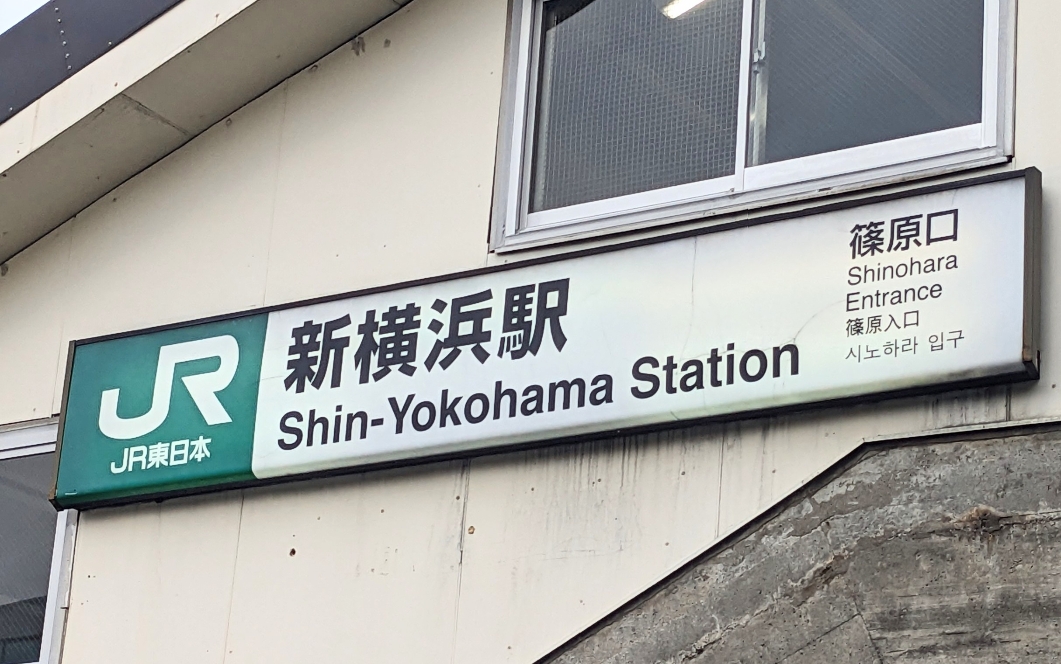 JR
JR東日本
新横浜駅
Shin-Yokohama Station
篠原口
Shinohara
Entrance
篠原入口
시노하라 입구